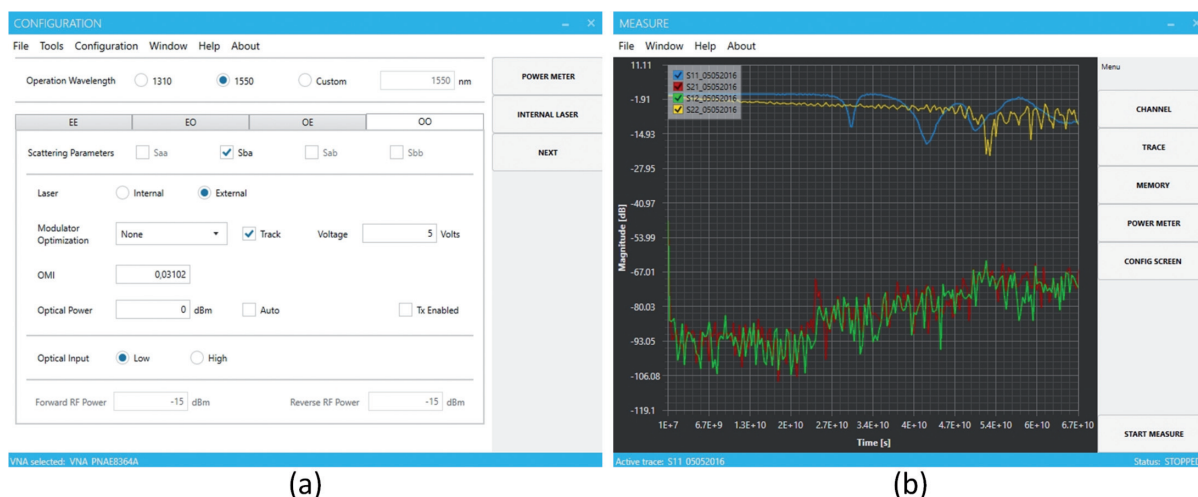 CONFIGURATION
File Tools Configuration Window Help About
Operation Wavelength 1310 1550 Custom 1550 nm
POWER METER
INTERNAL LASER
NEXT
EE EO OE OO
Scattering Parameters Saa Sba Sab Sbb
Laser Internal External
Modulator Optimization None Track Voltage 5 Volts
OMI 0,03102
Optical Power 0 dBm Auto Tx Enabled
Optical Input Low High
Forward RF Power -15 dBm Reverse RF Power -15 dBm
VNA selected: VNA_PNAE8364A
(a)
MEASURE
File Window Help About
Menu
CHANNEL
TRACE
MEMORY
POWER METER
CONFIG SCREEN
START MEASURE
S11_05052016
S21_05052016
S12_05052016
S22_05052016
Magnitude [dB]
11.11
-1.91
-14.93
-27.95
-40.97
-53.99
-67.01
-80.03
-93.05
-106.08
-119.1
1E+7 6.7E+9 1.3E+10 2E+10 2.7E+10 3.4E+10 4E+10 4.7E+10 5.4E+10 6E+10 6.7E+10
Time [s]
Active trace: S11_05052016 Status: STOPPED
(b)